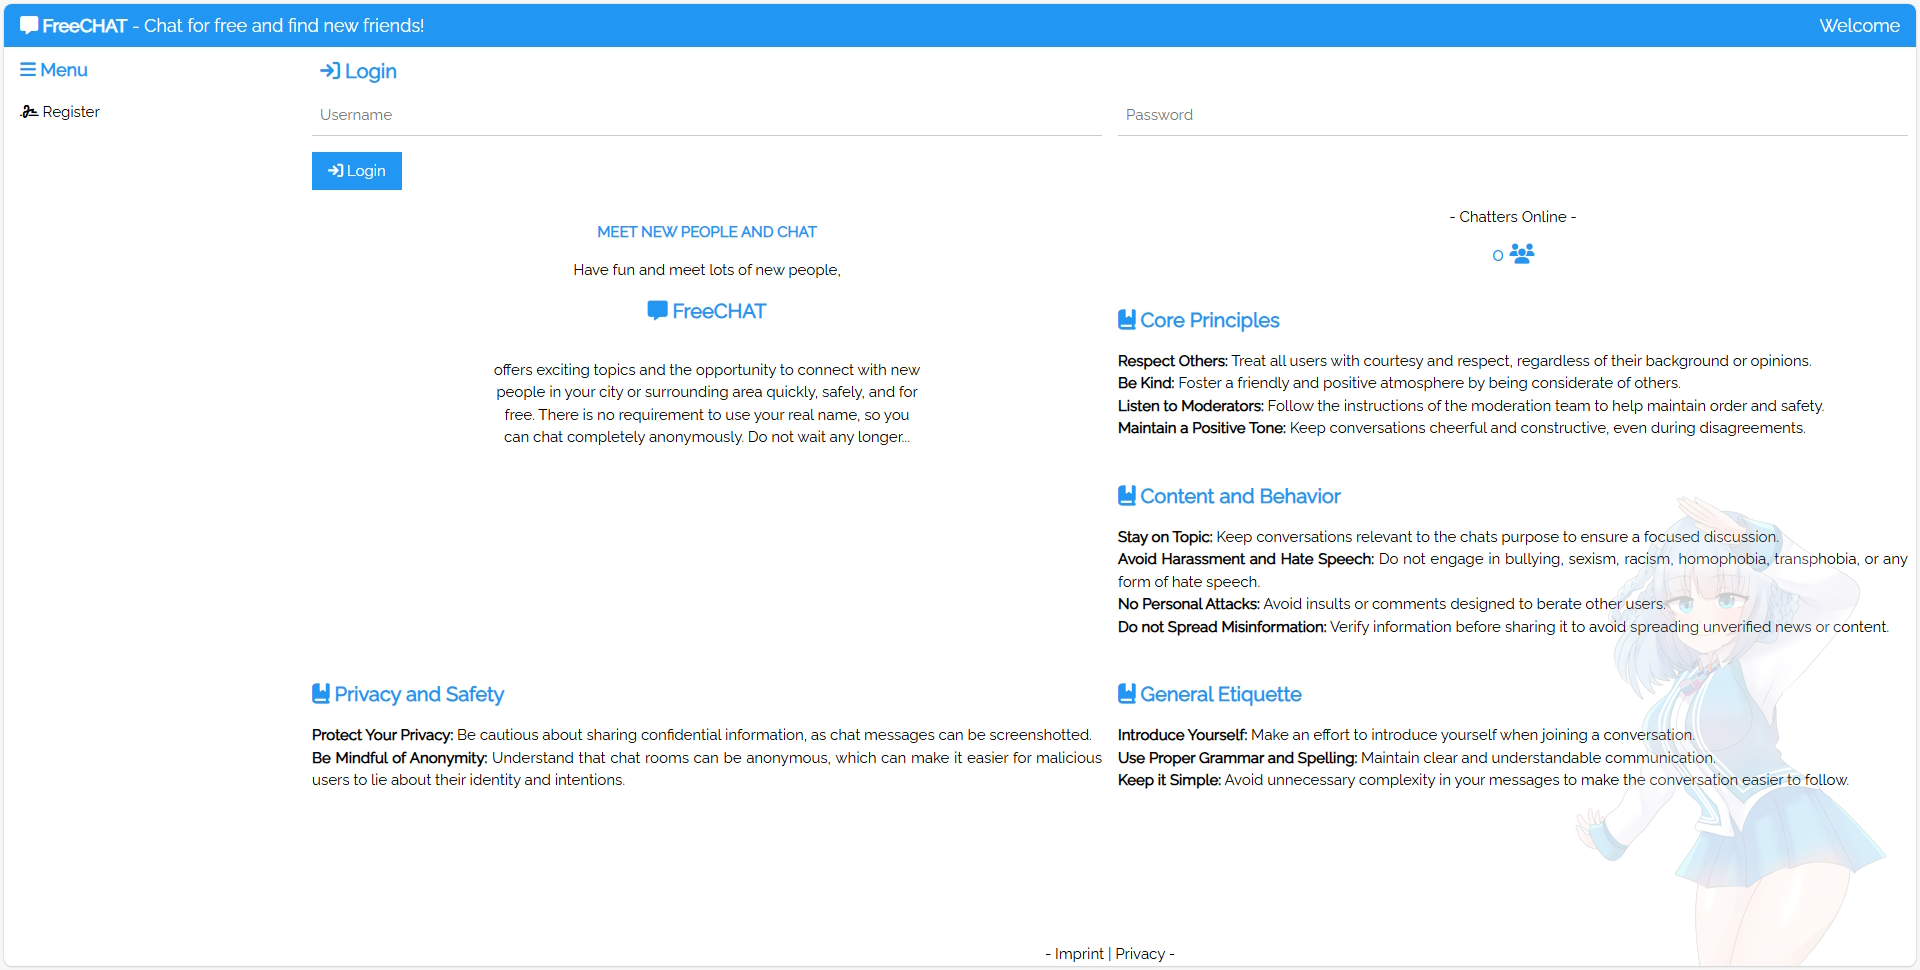 FreeCHAT - Chat for free and find new friends!
Welcome
Menu
Register
Login
Username
Password
Login
MEET NEW PEOPLE AND CHAT
Have fun and meet lots of new people,
FreeCHAT
offers exciting topics and the opportunity to connect with new
people in your city or surrounding area quickly, safely, and for
free. There is no requirement to use your real name, so you
can chat completely anonymously. Do not wait any longer...
- Chatters Online -
0
Core Principles
Respect Others: Treat all users with courtesy and respect, regardless of their background or opinions.
Be Kind: Foster a friendly and positive atmosphere by being considerate of others.
Listen to Moderators: Follow the instructions of the moderation team to help maintain order and safety.
Maintain a Positive Tone: Keep conversations cheerful and constructive, even during disagreements.
Content and Behavior
Stay on Topic: Keep conversations relevant to the chats purpose to ensure a focused discussion.
Avoid Harassment and Hate Speech: Do not engage in bullying, sexism, racism, homophobia, transphobia, or any
form of hate speech.
No Personal Attacks: Avoid insults or comments designed to berate other users.
Do not Spread Misinformation: Verify information before sharing it to avoid spreading unverified news or content.
Privacy and Safety
Protect Your Privacy: Be cautious about sharing confidential information, as chat messages can be screenshotted.
Be Mindful of Anonymity: Understand that chat rooms can be anonymous, which can make it easier for malicious
users to lie about their identity and intentions.
General Etiquette
Introduce Yourself: Make an effort to introduce yourself when joining a conversation.
Use Proper Grammar and Spelling: Maintain clear and understandable communication.
Keep it Simple: Avoid unnecessary complexity in your messages to make the conversation easier to follow.
- Imprint | Privacy -